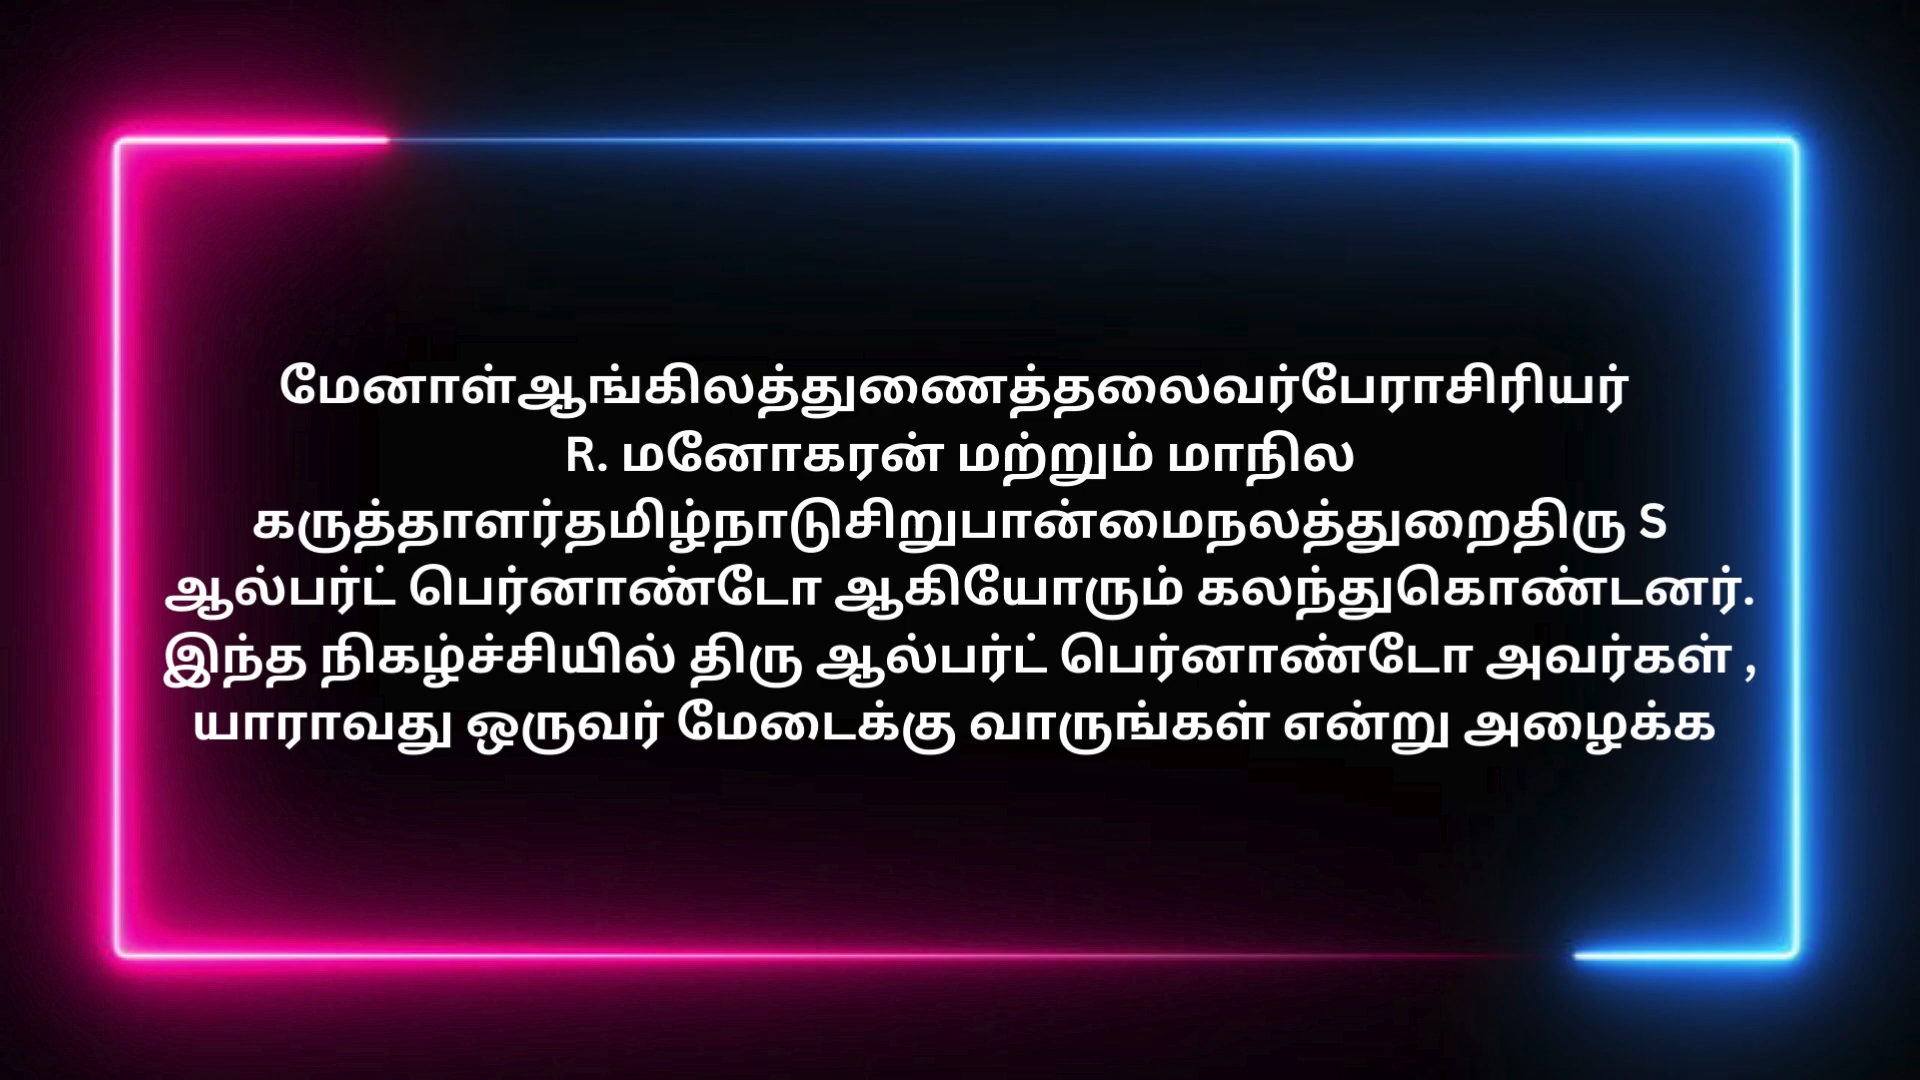 மேனாள்ஆங்கிலத்துணைத்தலைவர்பேராசிரியர்
R. மனோகரன் மற்றும் மாநில
கருத்தாளர்தமிழ்நாடுசிறுபான்மைநலத்துறைதிரு S
ஆல்பர்ட் பெர்னாண்டோ ஆகியோரும் கலந்துகொண்டனர்.
இந்த நிகழ்ச்சியில் திரு ஆல்பர்ட் பெர்னாண்டோ அவர்கள் ,
யாராவது ஒருவர் மேடைக்கு வாருங்கள் என்று அழைக்க